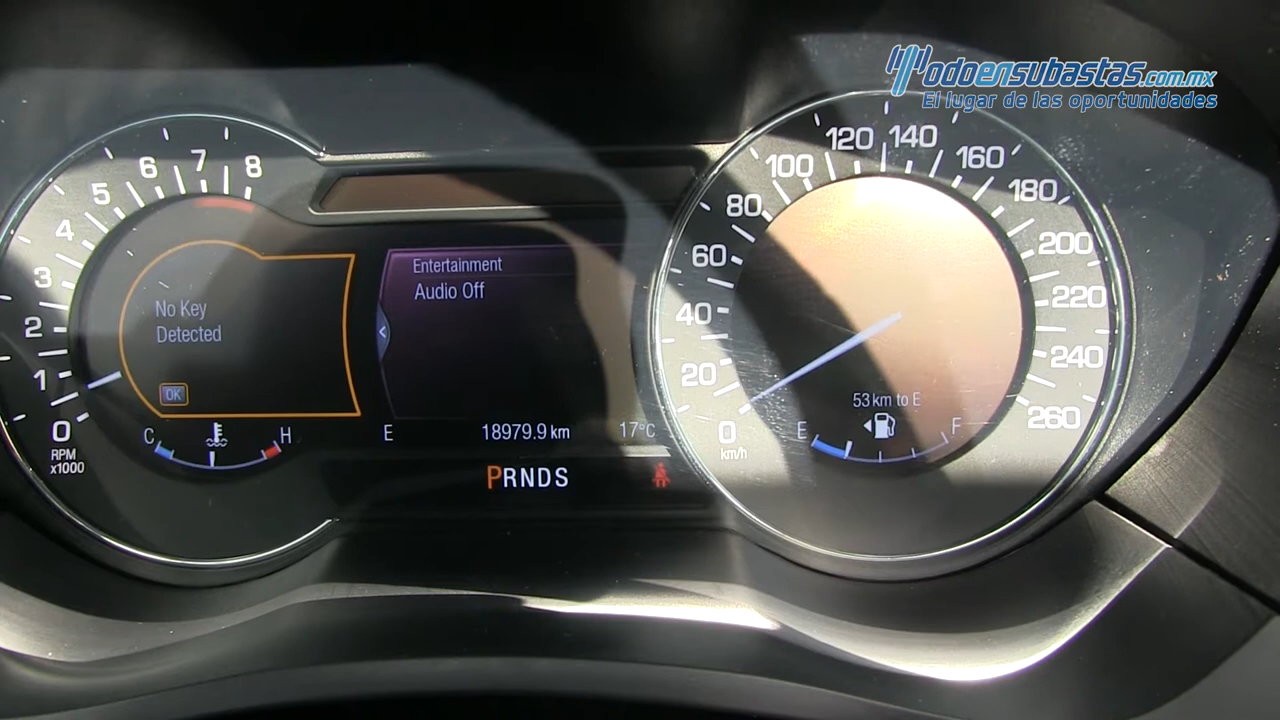 Todoensubastas.com.mx
El lugar de las oportunidades
0
1
2
3
4
5
6
7
8
RPM
x1000
No Key
Detected
OK
C
H
Entertainment
Audio Off
<
E
18979.9 km
17°C
PRNDS
0
20
40
60
80
100
120
140
160
180
200
220
240
260
km/h
53 km to E
E
F